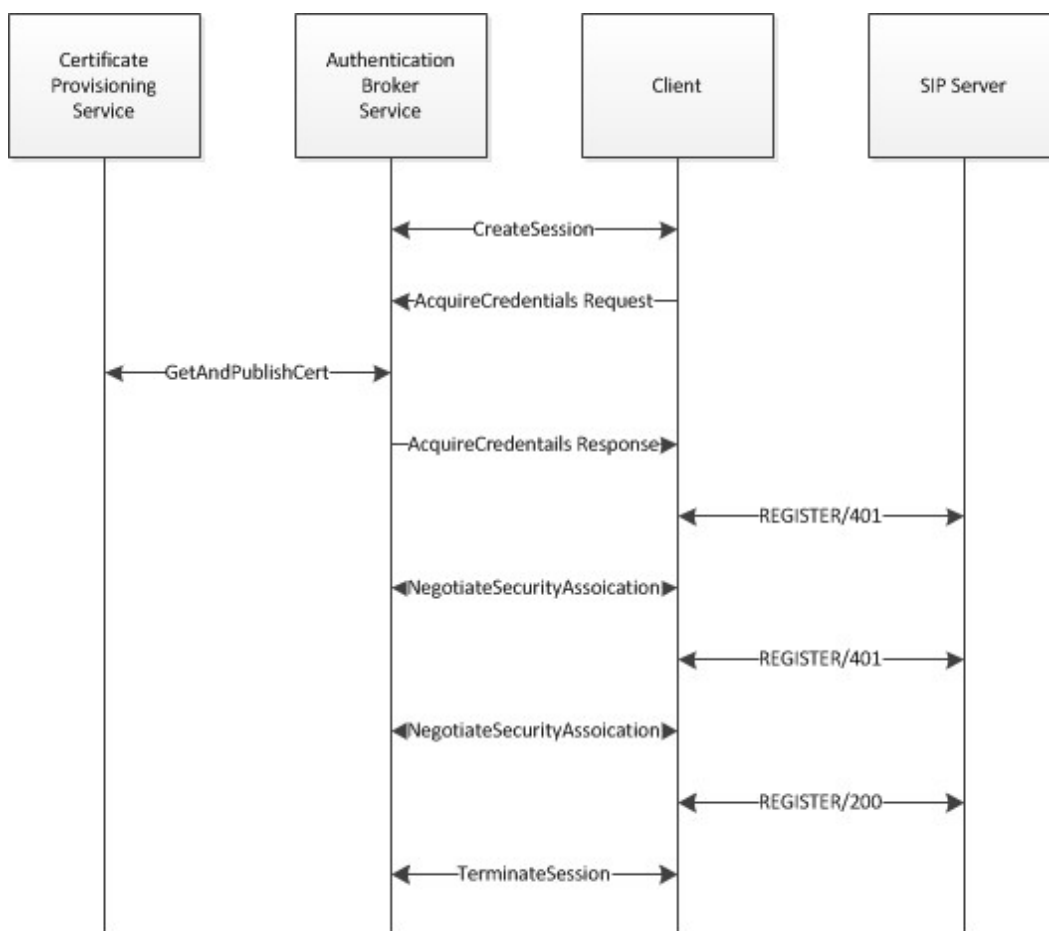 Certificate
Provisioning
Service
Authentication
Broker
Service
Client
SIP Server
CreateSession
AcquireCredentials Request
GetAndPublishCert
AcquireCredentails Response
REGISTER/401
NegotiateSecurityAssoication
REGISTER/401
NegotiateSecurityAssoication
REGISTER/200
TerminateSession